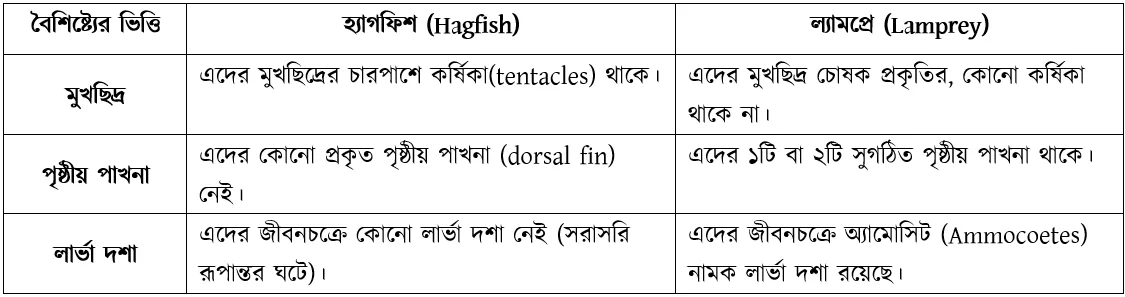 বৈশিষ্ট্যের ভিত্তি হ্যাগফিশ (Hagfish) ল্যামপ্রে (Lamprey)
মুখছিদ্র এদের মুখছিদ্রের চারপাশে কর্ষিকা(tentacles) থাকে। এদের মুখছিদ্র চোষক প্রকৃতির, কোনো কর্ষিকা
থাকে না।
পৃষ্ঠীয় পাখনা এদের কোনো প্রকৃত পৃষ্ঠীয় পাখনা (dorsal fin)
নেই। এদের ১টি বা ২টি সুগঠিত পৃষ্ঠীয় পাখনা থাকে।
লার্ভা দশা এদের জীবনচক্রে কোনো লার্ভা দশা নেই (সরাসরি
রূপান্তর ঘটে)। এদের জীবনচক্রে অ্যামোসিট (Ammocoetes)
নামক লার্ভা দশা রয়েছে।